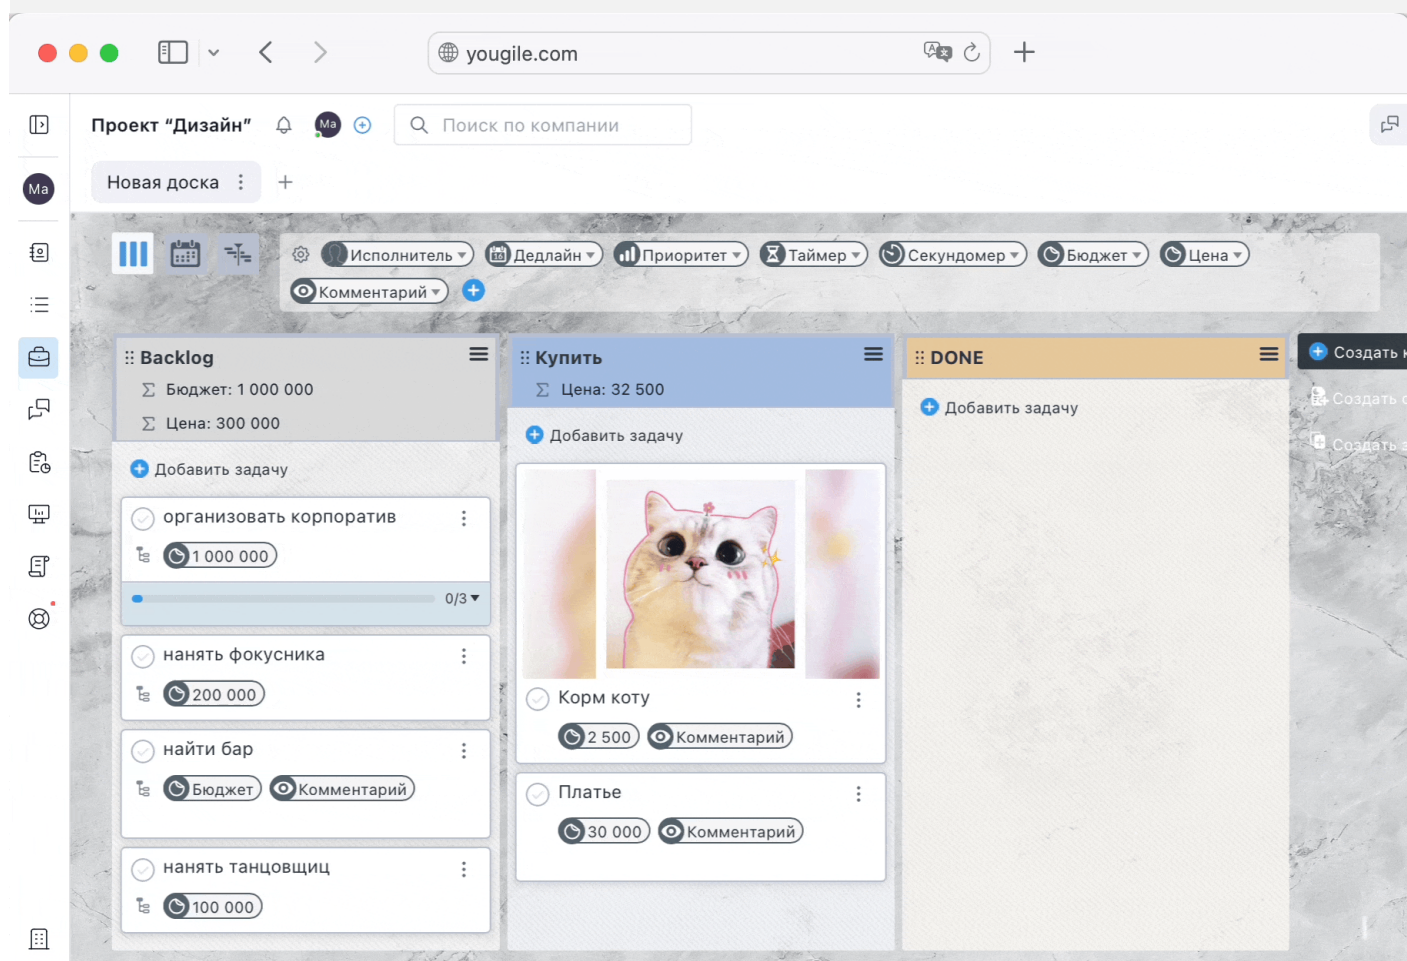 yougile.com
Проект “Дизайн”
Ma
Поиск по компании
Ma
Новая доска
Исполнитель
Дедлайн
Приоритет
Таймер
Секундомер
Бюджет
Цена
Комментарий
Backlog
Бюджет: 1 000 000
Цена: 300 000
Добавить задачу
организовать корпоратив
1 000 000
0/3
нанять фокусника
200 000
найти бар
Бюджет
Комментарий
нанять танцовщиц
100 000
Купить
Цена: 32 500
Добавить задачу
Корм коту
2 500
Комментарий
Платье
30 000
Комментарий
DONE
Добавить задачу
Создать
Создать
Создать